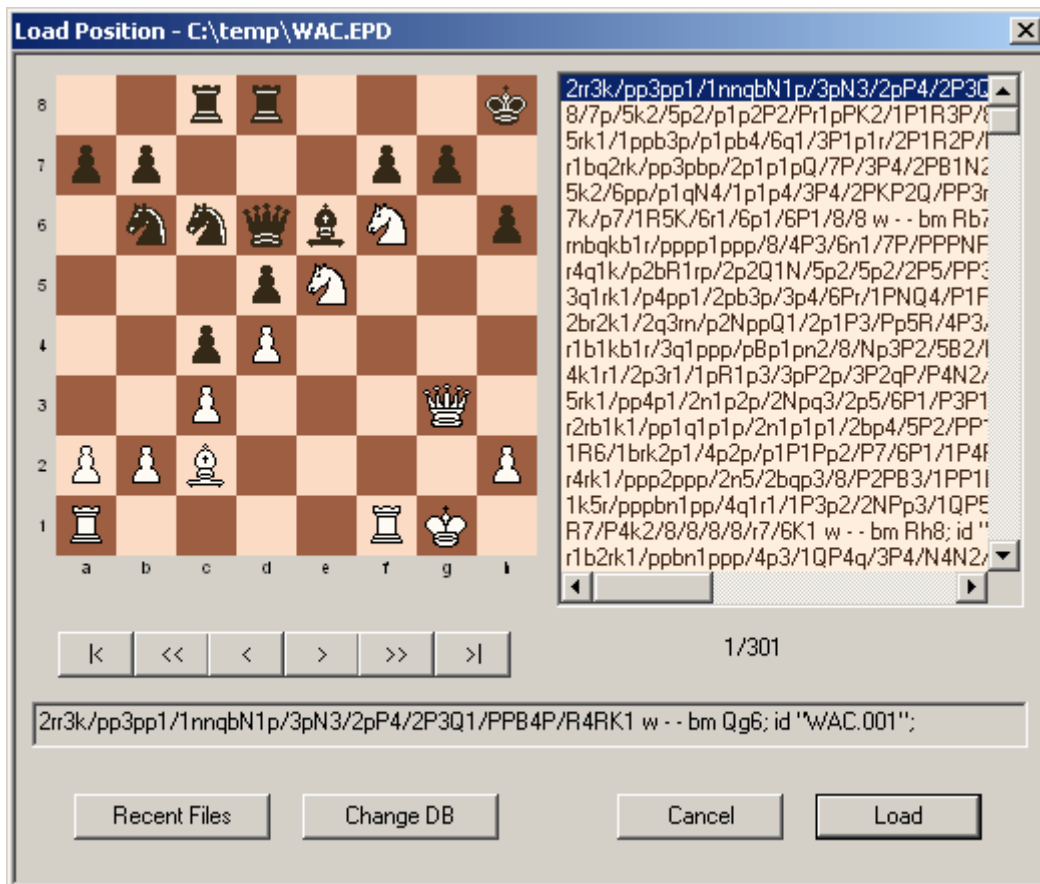 Load Position - C:\temp\WAC.EPD
8
7
6
5
4
3
2
1
a b c d e f g h
2rr3k/pp3pp1/1nnqbN1p/3pN3/2pP4/2P3Q
8/7p/5k2/5p2/p1p2P2/Pr1pPK2/1P1R3P/8
5rk1/1ppb3p/p1pb4/6q1/3P1p1r/2P1R2P/
r1bq2rk/pp3pbp/2p1p1pQ/7P/3P4/2PB1N2
5k2/6pp/p1qN4/1p1p4/3P4/2PKP2Q/PP3r
7k/p7/1R5K/6r1/6p1/6P1/8/8 w - - bm Rb7
rnbqkb1r/pppp1ppp/8/4P3/6n1/7P/PPPNP
r4q1k/p2bR1rp/2p2Q1N/5p2/5p2/2P5/PP3
3q1rk1/p4pp1/2pb3p/3p4/6Pr/1PNQ4/P1P
2br2k1/2q3rn/p2NppQ1/2p1P3/Pp5R/4P3/
r1b1kb1r/3q1ppp/pBp1pn2/8/Np3P2/5B2/
4k1r1/2p3r1/1pR1p3/3pP2p/3P2qP/P4N2/
5rk1/pp4p1/2n1p2p/2Npq3/2p5/6P1/P3P1
r2rb1k1/pp1q1p1p/2n1p1p1/2bp4/5P2/PP
1R6/1brk2p1/4p2p/p1P1Pp2/P7/6P1/1P4P
r4rk1/ppp2ppp/2n5/2bqp3/8/P2PB3/1PP1
1k5r/pppbn1pp/4q1r1/1P3p2/2NPp3/1QP5
R7/P4k2/8/8/8/8/r7/6K1 w - - bm Rh8; id "
r1b2rk1/ppbn1ppp/4p3/1QP4q/3P4/N4N2/
|< << < > >> >|
1/301
2rr3k/pp3pp1/1nnqbN1p/3pN3/2pP4/2P3Q1/PPB4P/R4RK1 w - - bm Qg6; id "WAC.001";
Recent Files Change DB Cancel Load